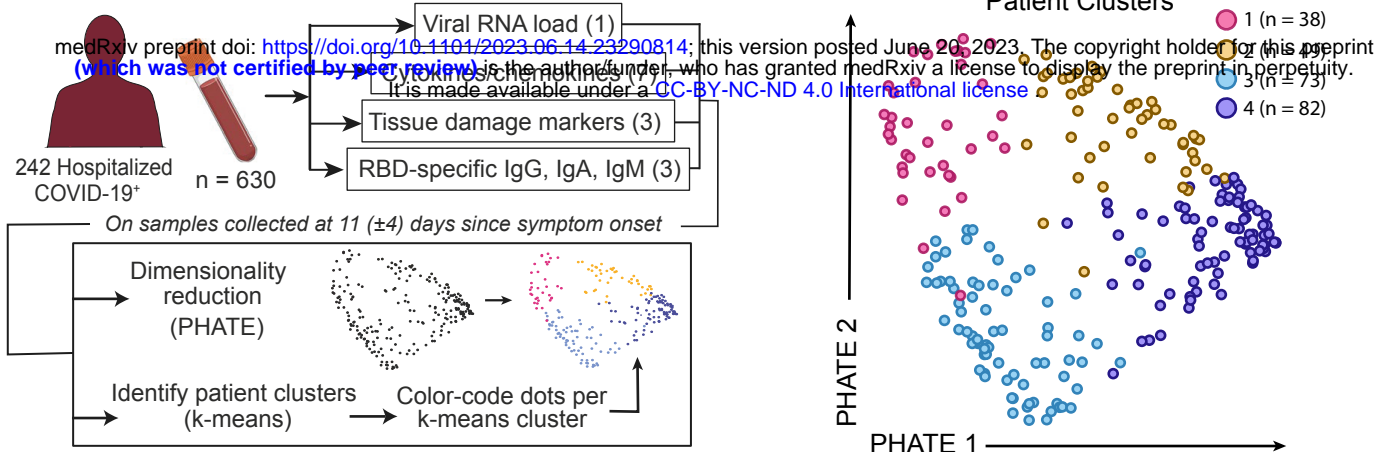 Viral RNA load (1)
Patient Clusters
1 (n = 38)
medRxiv preprint doi: https://doi.org/10.1101/2023.06.14.23290814; this version posted June 20, 2023. The copyright holder for this preprint
2 (n = 49)
(which was not certified by peer review) is the author/funder, who has granted medRxiv a license to display the preprint in perpetuity.
Cytokines/chemokines (7)
3 (n = 73)
It is made available under a CC-BY-NC-ND 4.0 International license .
4 (n = 82)
Tissue damage markers (3)
RBD-specific IgG, IgA, IgM (3)
242 Hospitalized
COVID-19+
n = 630
On samples collected at 11 (±4) days since symptom onset
Dimensionality
reduction
(PHATE)
Identify patient clusters
(k-means)
Color-code dots per
k-means cluster
PHATE 2
PHATE 1